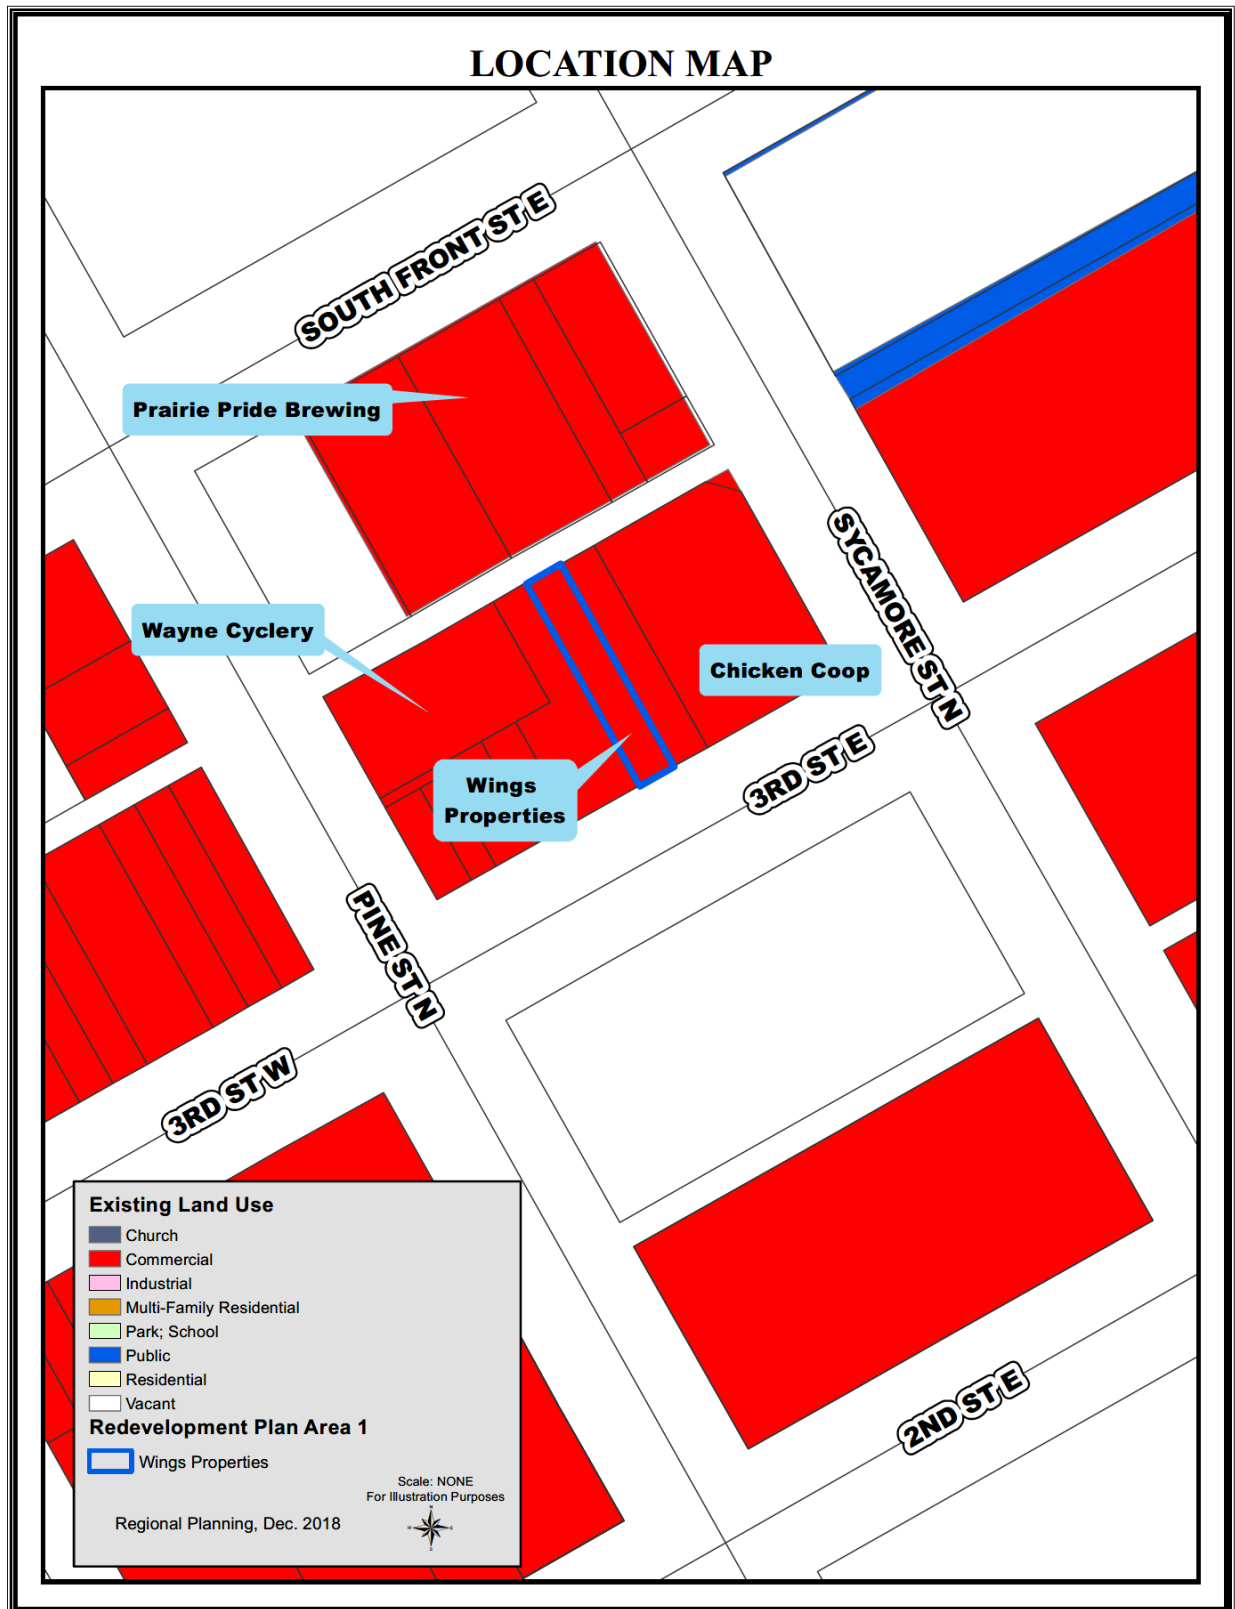 LOCATION MAP
SOUTH FRONT ST E
Prairie Pride Brewing
SYCAMORE ST N
Wayne Cyclery
Chicken Coop
3RD ST E
Wings
Properties
PINE ST N
3RD ST W
2ND ST E
Existing Land Use
Church
Commercial
Industrial
Multi-Family Residential
Park; School
Public
Residential
Vacant
Redevelopment Plan Area 1
Wings Properties
Scale: NONE
For Illustration Purposes
Regional Planning, Dec. 2018
N
W
E
S